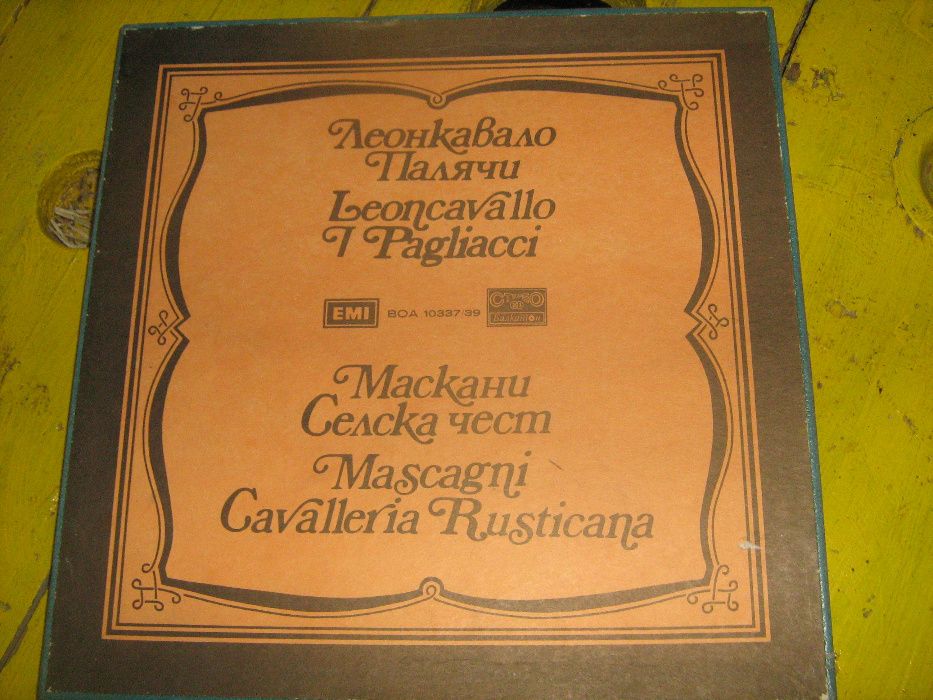 Леонкавало
Палячи
Leoncavallo
I Pagliacci
EMI ВОА 10337/39 СТЕРЕО
Балкантон
Маскани
Селска чест
Mascagni
Cavalleria Rusticana